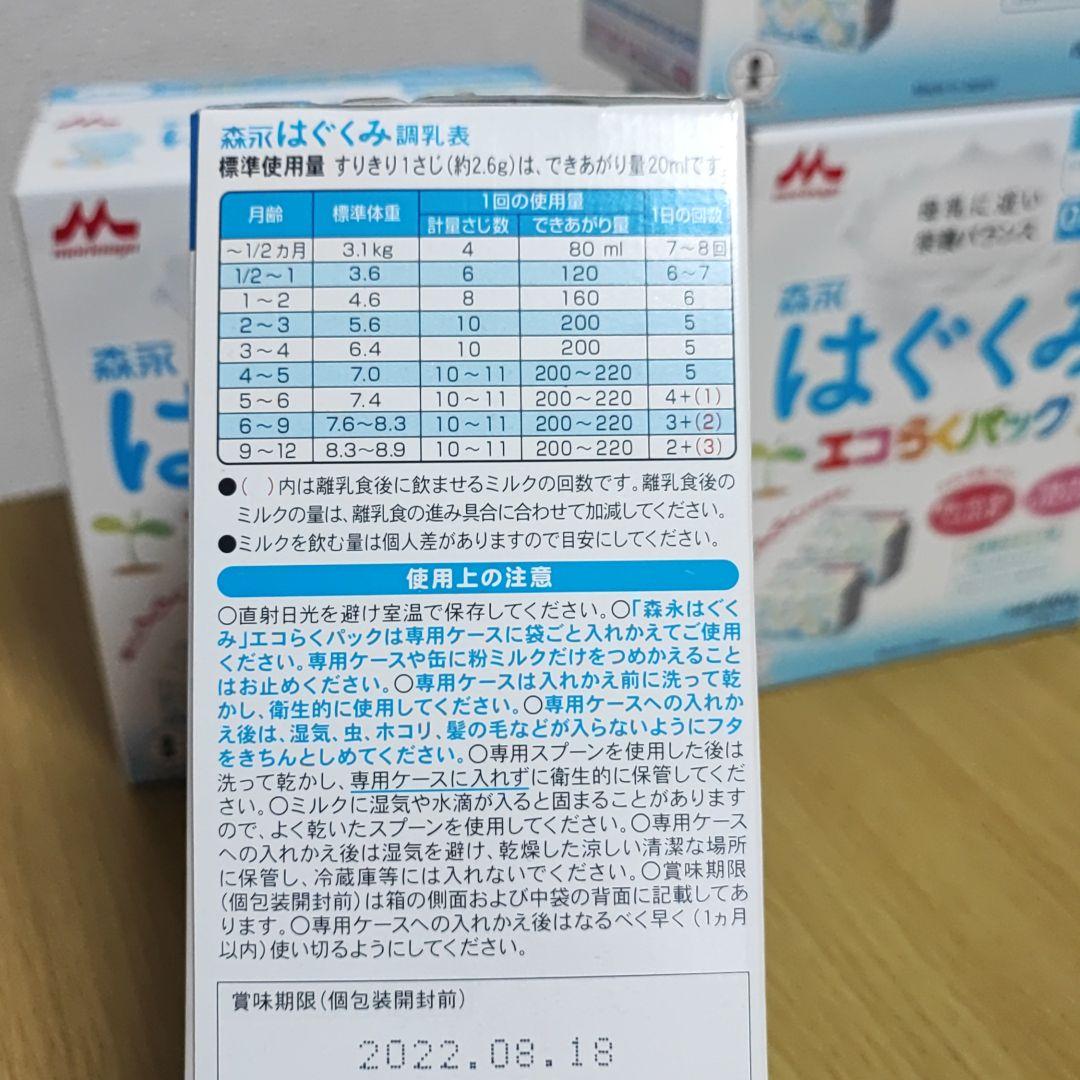 森永はぐくみ調乳表
標準使用量 すりきり1さじ(約2.6g)は、できあがり量20mlです。
月齢 標準体重 1回の使用量 1日の回数
計量さじ数 できあがり量
～1/2ヵ月 3.1kg 4 80 ml 7～8回
1/2～1 3.6 6 120 6～7
1～2 4.6 8 160 6
2～3 5.6 10 200 5
3～4 6.4 10 200 5
4～5 7.0 10～11 200～220 5
5～6 7.4 10～11 200～220 4+(1)
6～9 7.6～8.3 10～11 200～220 3+(2)
9～12 8.3～8.9 10～11 200～220 2+(3)
●( )内は離乳食後に飲ませるミルクの回数です。離乳食後の
ミルクの量は、離乳食の進み具合に合わせて加減してください。
●ミルクを飲む量は個人差がありますので目安にしてください。
使用上の注意
○直射日光を避け室温で保存してください。○「森永はぐく
み」エコらくパックは専用ケースに袋ごと入れかえてご使用
ください。専用ケースや缶に粉ミルクだけをつめかえること
はお止めください。○専用ケースは入れかえ前に洗って乾
かし、衛生的に使用してください。○専用ケースへの入れか
え後は、湿気、虫、ホコリ、髪の毛などが入らないようにフタ
をきちんとしめてください。○専用スプーンを使用した後は
洗って乾かし、専用ケースに入れずに衛生的に保管してくだ
さい。○ミルクに湿気や水滴が入ると固まることがあります
ので、よく乾いたスプーンを使用してください。○専用ケース
への入れかえ後は湿気を避け、乾燥した涼しい清潔な場所
に保管し、冷蔵庫等には入れないでください。○賞味期限
(個包装開封前)は箱の側面および中袋の背面に記載してあ
ります。○専用ケースへの入れかえ後はなるべく早く(1ヵ月
以内)使い切るようにしてください。
賞味期限(個包装開封前)
2022.08.18
morinaga
森永
は
母乳に近い
栄養バランス
森永
はぐくみ
エコらくパック